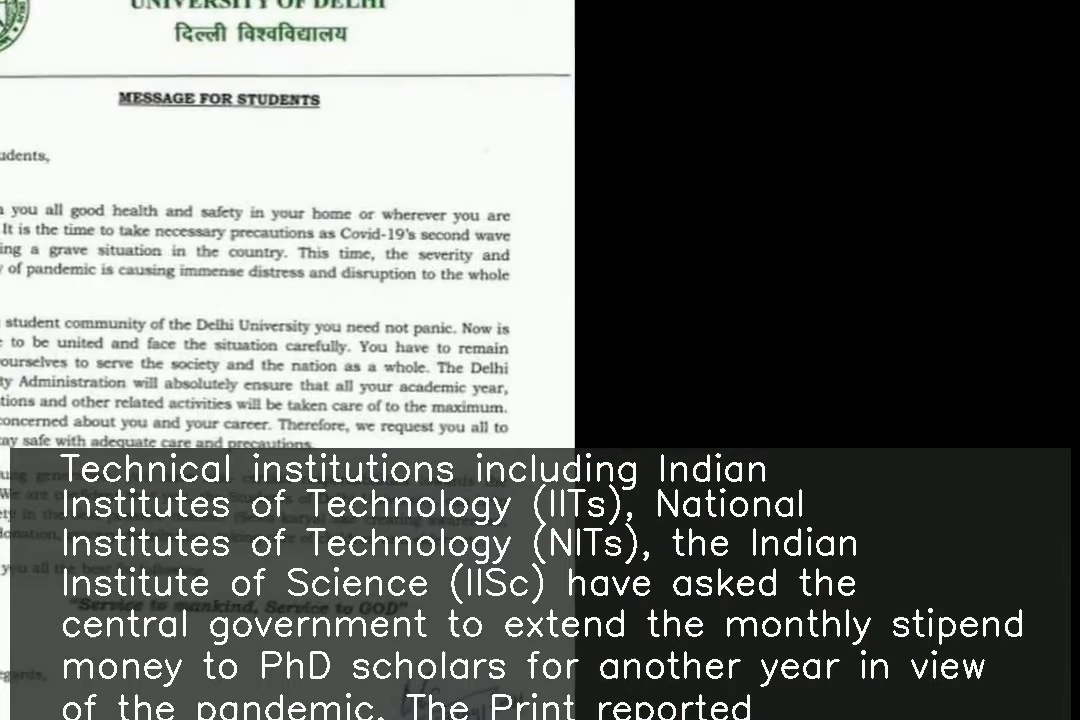 UNIVERSITY OF DELHI
दिल्ली विश्वविद्यालय
MESSAGE FOR STUDENTS
udents,
you all good health and safety in your home or wherever you are
It is the time to take necessary precautions as Covid-19's second wave
ing a grave situation in the country. This time, the severity and
of pandemic is causing immense distress and disruption to the whole
student community of the Delhi University you need not panic. Now is
to be united and face the situation carefully. You have to remain
ourselves to serve the society and the nation as a whole. The Delhi
ty Administration will absolutely ensure that all your academic year,
tions and other related activities will be taken care of to the maximum.
concerned about you and your career. Therefore, we request you all to
ay safe with adequate care and precautions.
"Service to mankind, Service to GOD"
egards,
Technical institutions including Indian
Institutes of Technology (IITs), National
Institutes of Technology (NITs), the Indian
Institute of Science (IISc) have asked the
central government to extend the monthly stipend
money to PhD scholars for another year in view
of the pandemic, The Print reported